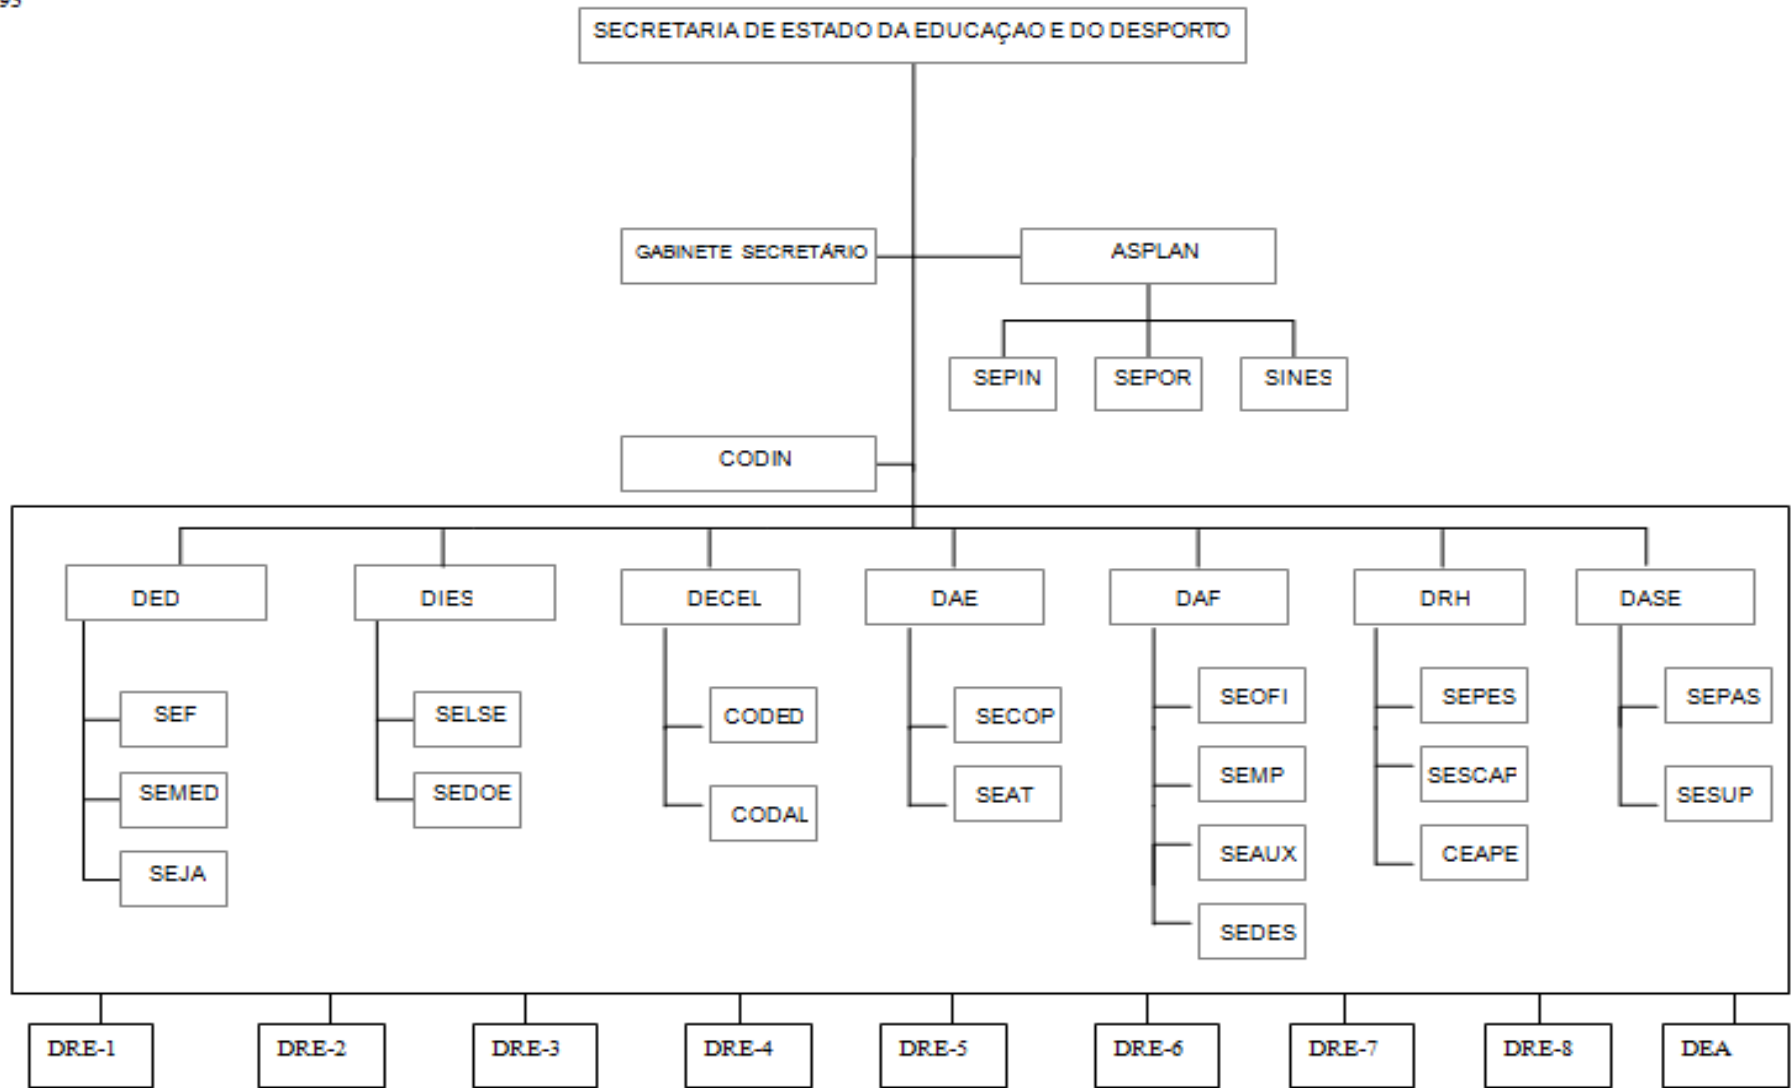 95
SECRETARIA DE ESTADO DA EDUCAÇAO E DO DESPORTO
GABINETE SECRETÁRIO
ASPLAN
SEPIN
SEPOR
SINES
CODIN
DED
DIES
DECEL
DAE
DAF
DRH
DASE
SEF
SEMED
SEJA
SELSE
SEDOE
CODED
CODAL
SECOP
SEAT
SEOFI
SEMP
SEAUX
SEDES
SEPES
SESCAP
CEAPE
SEPAS
SESUP
DRE-1
DRE-2
DRE-3
DRE-4
DRE-5
DRE-6
DRE-7
DRE-8
DEA